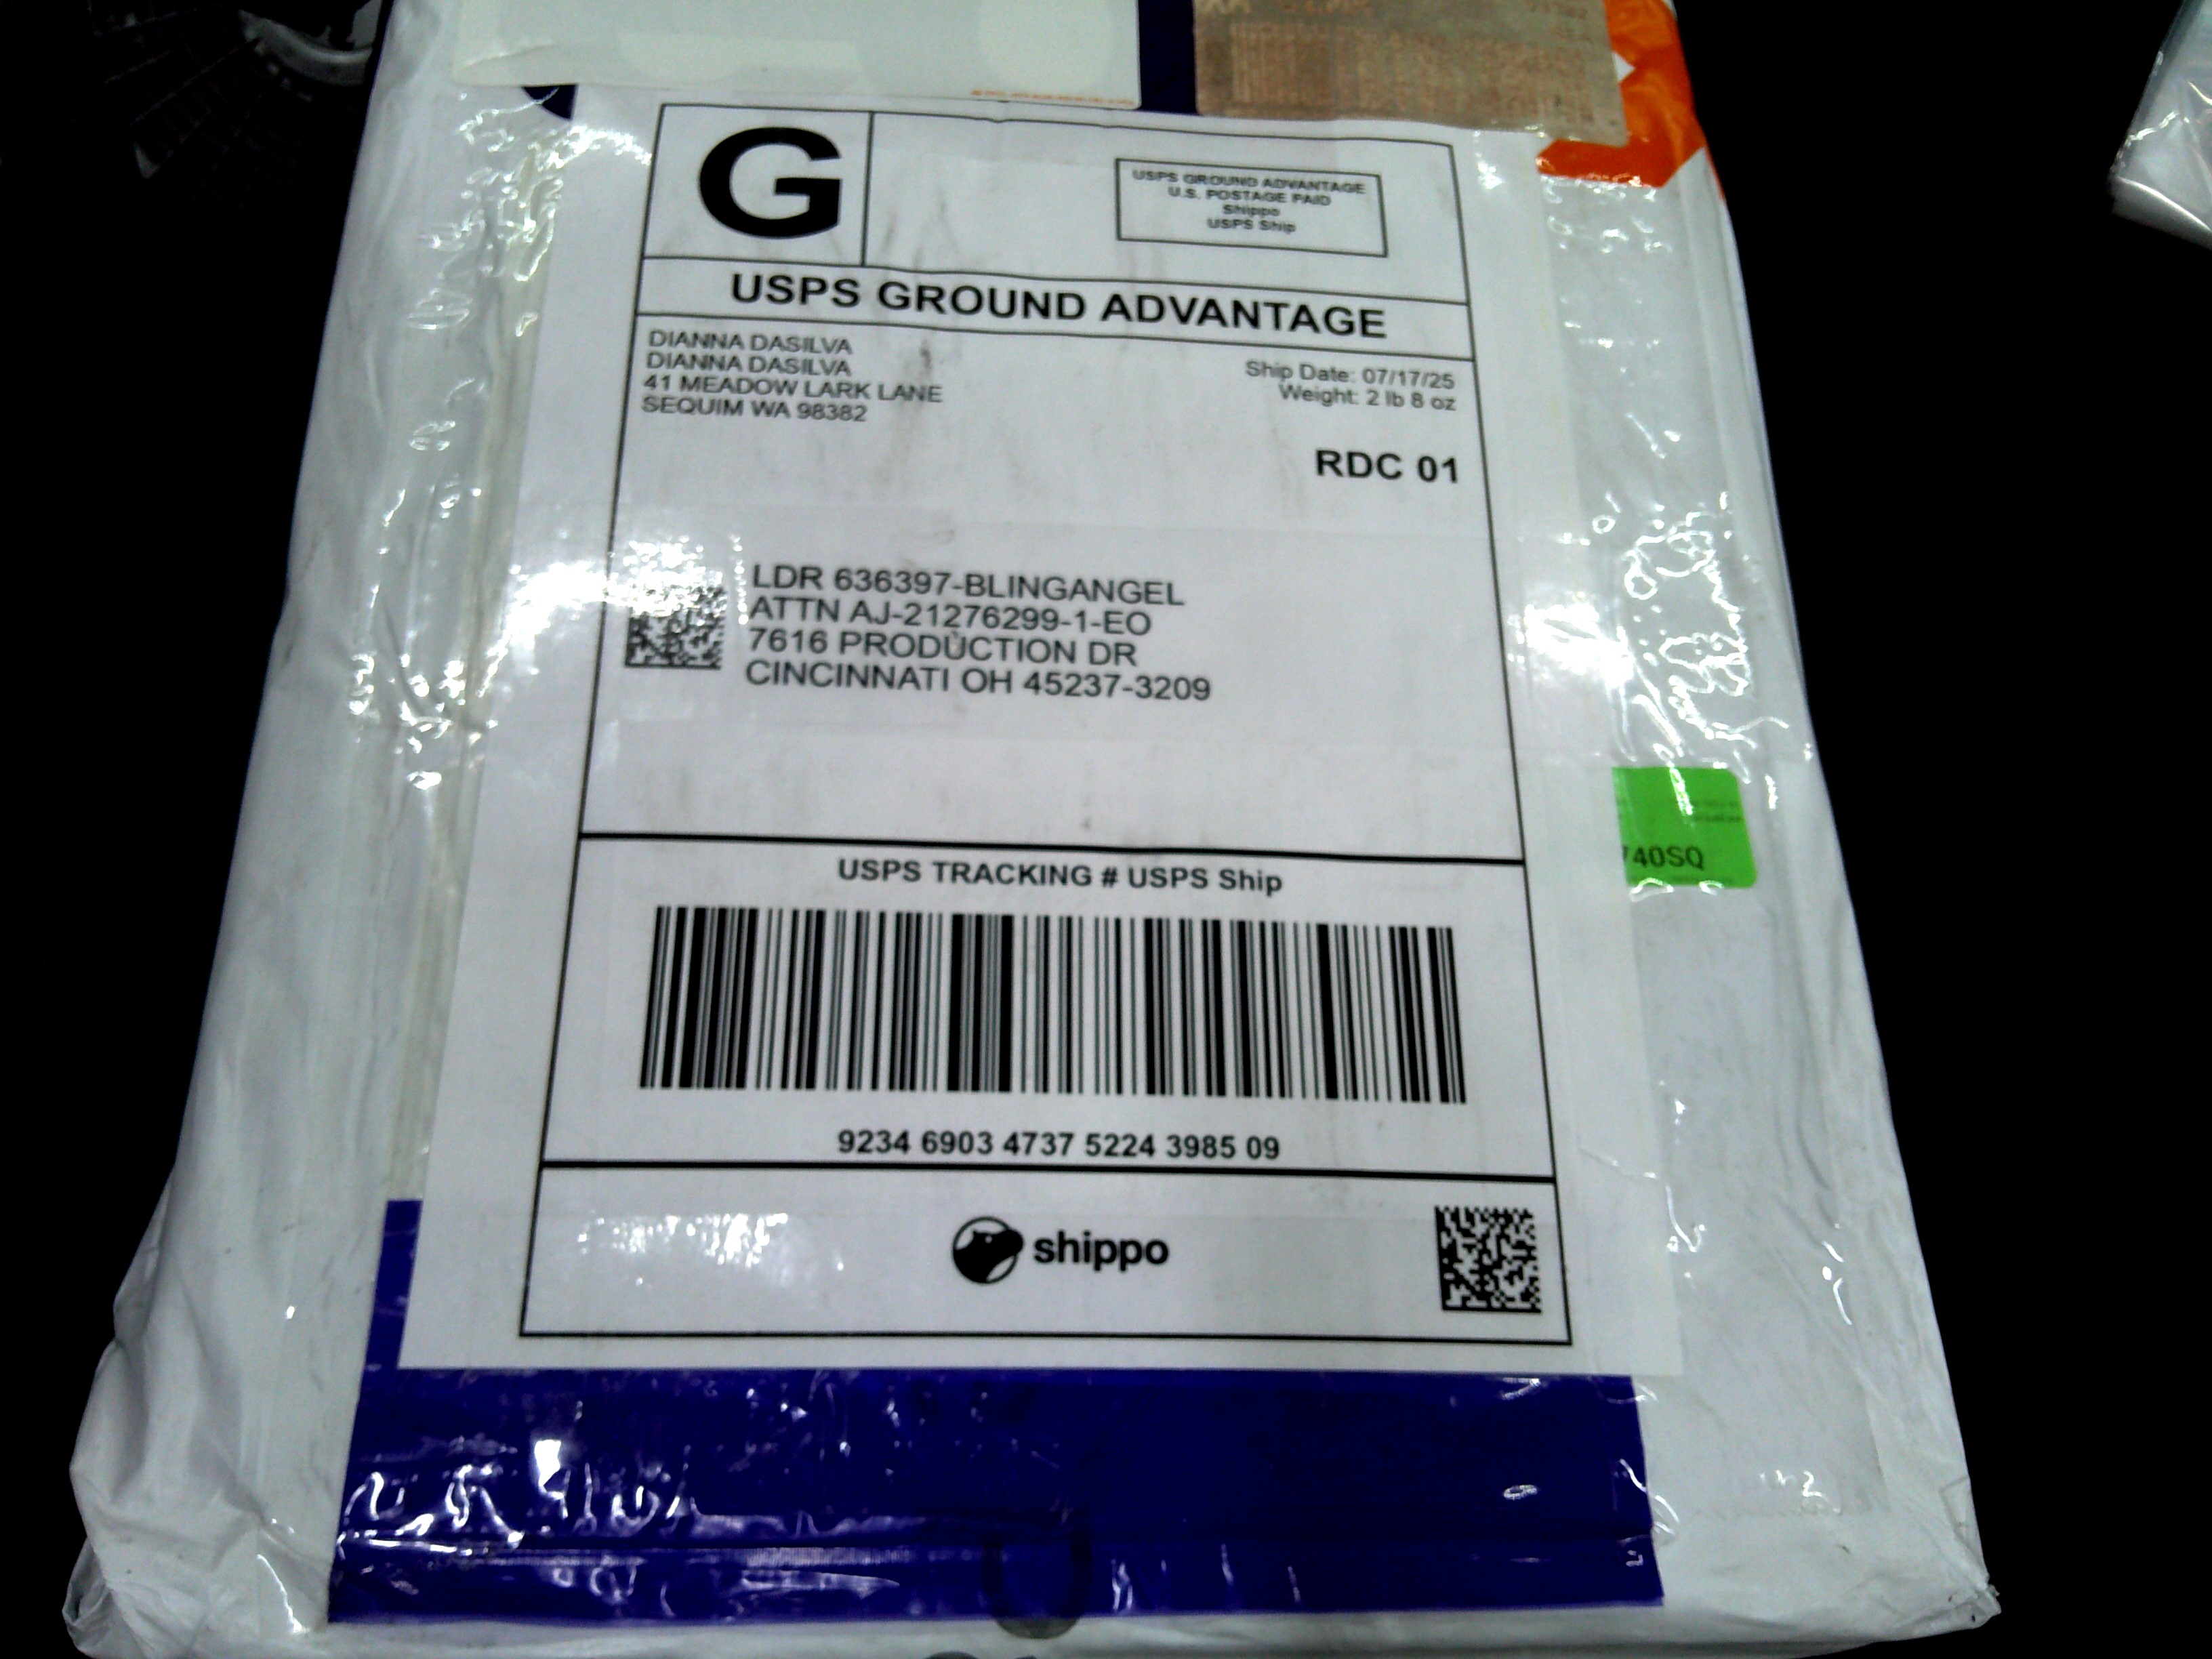 G
USPS GROUND ADVANTAGE
U.S. POSTAGE PAID
Shippo
USPS Ship
USPS GROUND ADVANTAGE
DIANNA DASILVA
DIANNA DASILVA
41 MEADOW LARK LANE
SEQUIM WA 98382
Ship Date: 07/17/25
Weight: 2 lb 8 oz
RDC 01
LDR 636397-BLINGANGEL
ATTN AJ-21276299-1-EO
7616 PRODUCTION DR
CINCINNATI OH 45237-3209
740SQ
USPS TRACKING # USPS Ship
9234 6903 4737 5224 3985 09
shippo